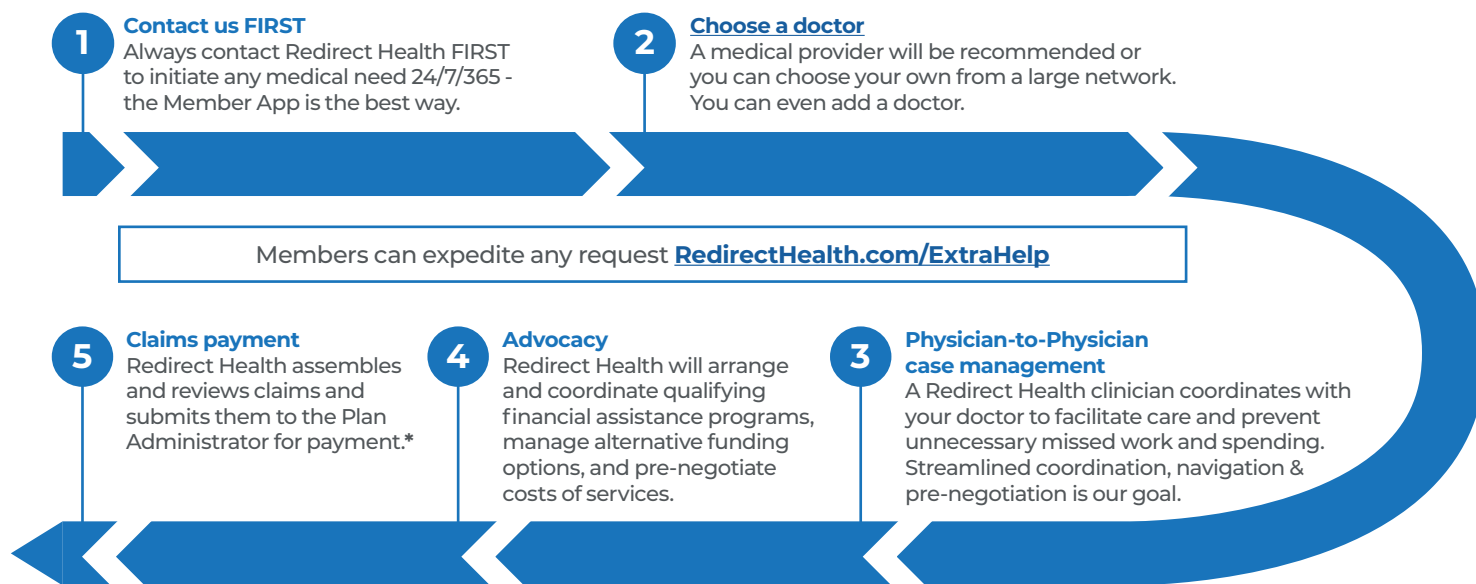 1
Contact us FIRST
Always contact Redirect Health FIRST
to initiate any medical need 24/7/365 -
the Member App is the best way.
2
Choose a doctor
A medical provider will be recommended or
you can choose your own from a large network.
You can even add a doctor.
Members can expedite any request RedirectHealth.com/ExtraHelp
3
Physician-to-Physician
case management
A Redirect Health clinician coordinates with
your doctor to facilitate care and prevent
unnecessary missed work and spending.
Streamlined coordination, navigation &
pre-negotiation is our goal.
4
Advocacy
Redirect Health will arrange
and coordinate qualifying
financial assistance programs,
manage alternative funding
options, and pre-negotiate
costs of services.
5
Claims payment
Redirect Health assembles
and reviews claims and
submits them to the Plan
Administrator for payment.*